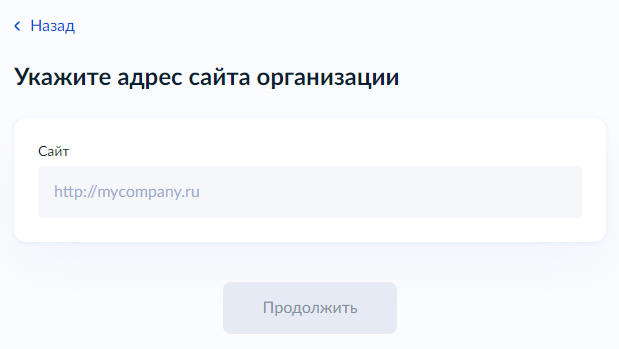 Назад
Укажите адрес сайта организации
Сайт
http://mycompany.ru
Продолжить